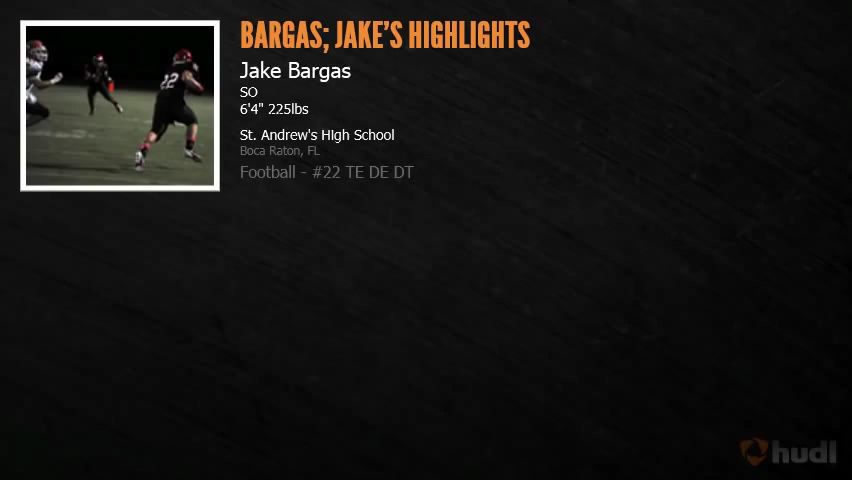 BARGAS; JAKE'S HIGHLIGHTS
Jake Bargas
SO
6'4" 225lbs
St. Andrew's High School
Boca Raton, FL
Football - #22 TE DE DT
22
hudl